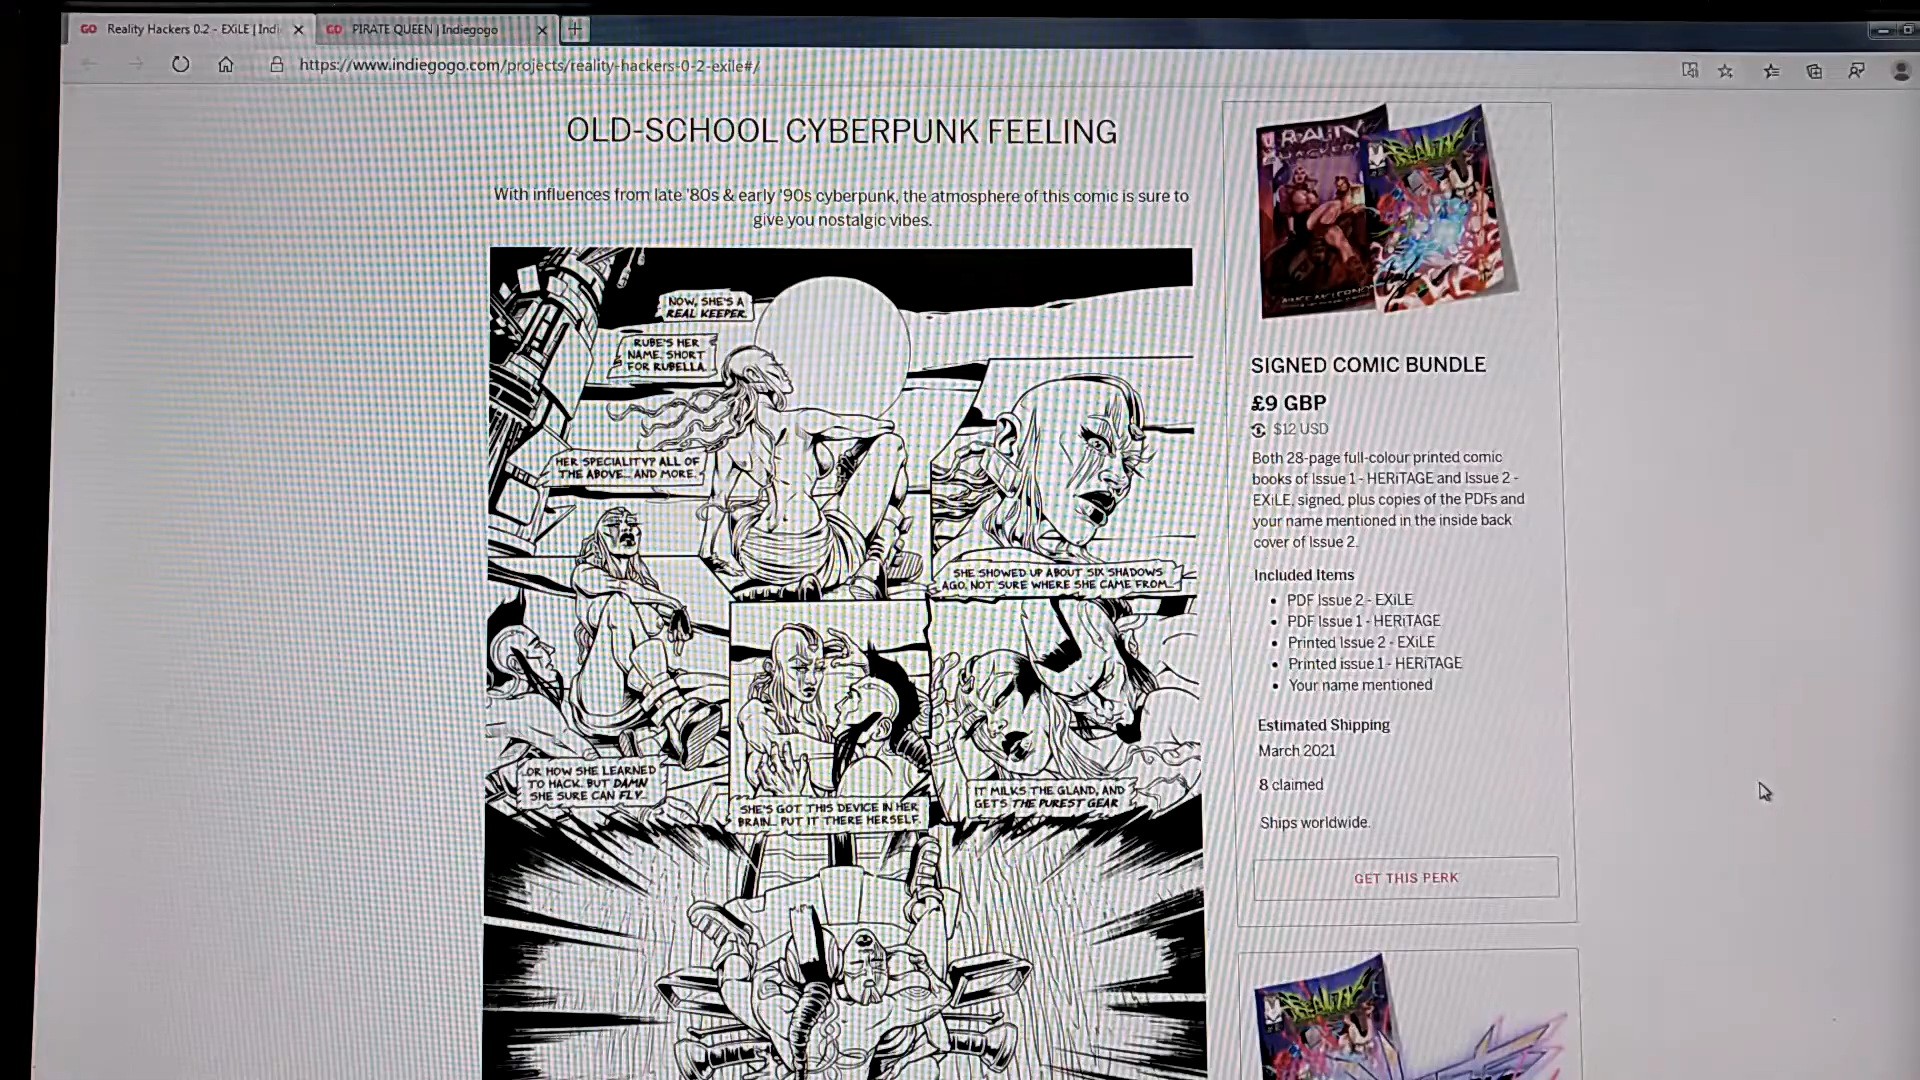 Reality Hackers 0.2 - EXiLE | Indi
PIRATE QUEEN | Indiegogo
https://www.indiegogo.com/projects/reality-hackers-0-2-exile#/
OLD-SCHOOL CYBERPUNK FEELING
With influences from late '80s & early '90s cyberpunk, the atmosphere of this comic is sure to
give you nostalgic vibes.
NOW, SHE'S A
REAL KEEPER.
RUBE'S HER
NAME. SHORT
FOR RUBELLA.
HER SPECIALITY? ALL OF
THE ABOVE... AND MORE.
SHE SHOWED UP ABOUT SIX SHADOWS
AGO. NOT SURE WHERE SHE CAME FROM...
...OR HOW SHE LEARNED
TO HACK. BUT DAMN
SHE SURE CAN FLY...
SHE'S GOT THIS DEVICE IN HER
BRAIN... PUT IT THERE HERSELF.
IT MILKS THE GLAND, AND
GETS THE PUREST GEAR
REALITY
SIGNED COMIC BUNDLE
£9 GBP
$12 USD
Both 28-page full-colour printed comic
books of Issue 1 - HERiTAGE and Issue 2 -
EXiLE, signed, plus copies of the PDFs and
your name mentioned in the inside back
cover of Issue 2.
Included Items
PDF Issue 2 - EXiLE
PDF Issue 1 - HERiTAGE
Printed Issue 2 - EXiLE
Printed issue 1 - HERiTAGE
Your name mentioned
Estimated Shipping
March 2021
8 claimed
Ships worldwide.
GET THIS PERK
REALITY